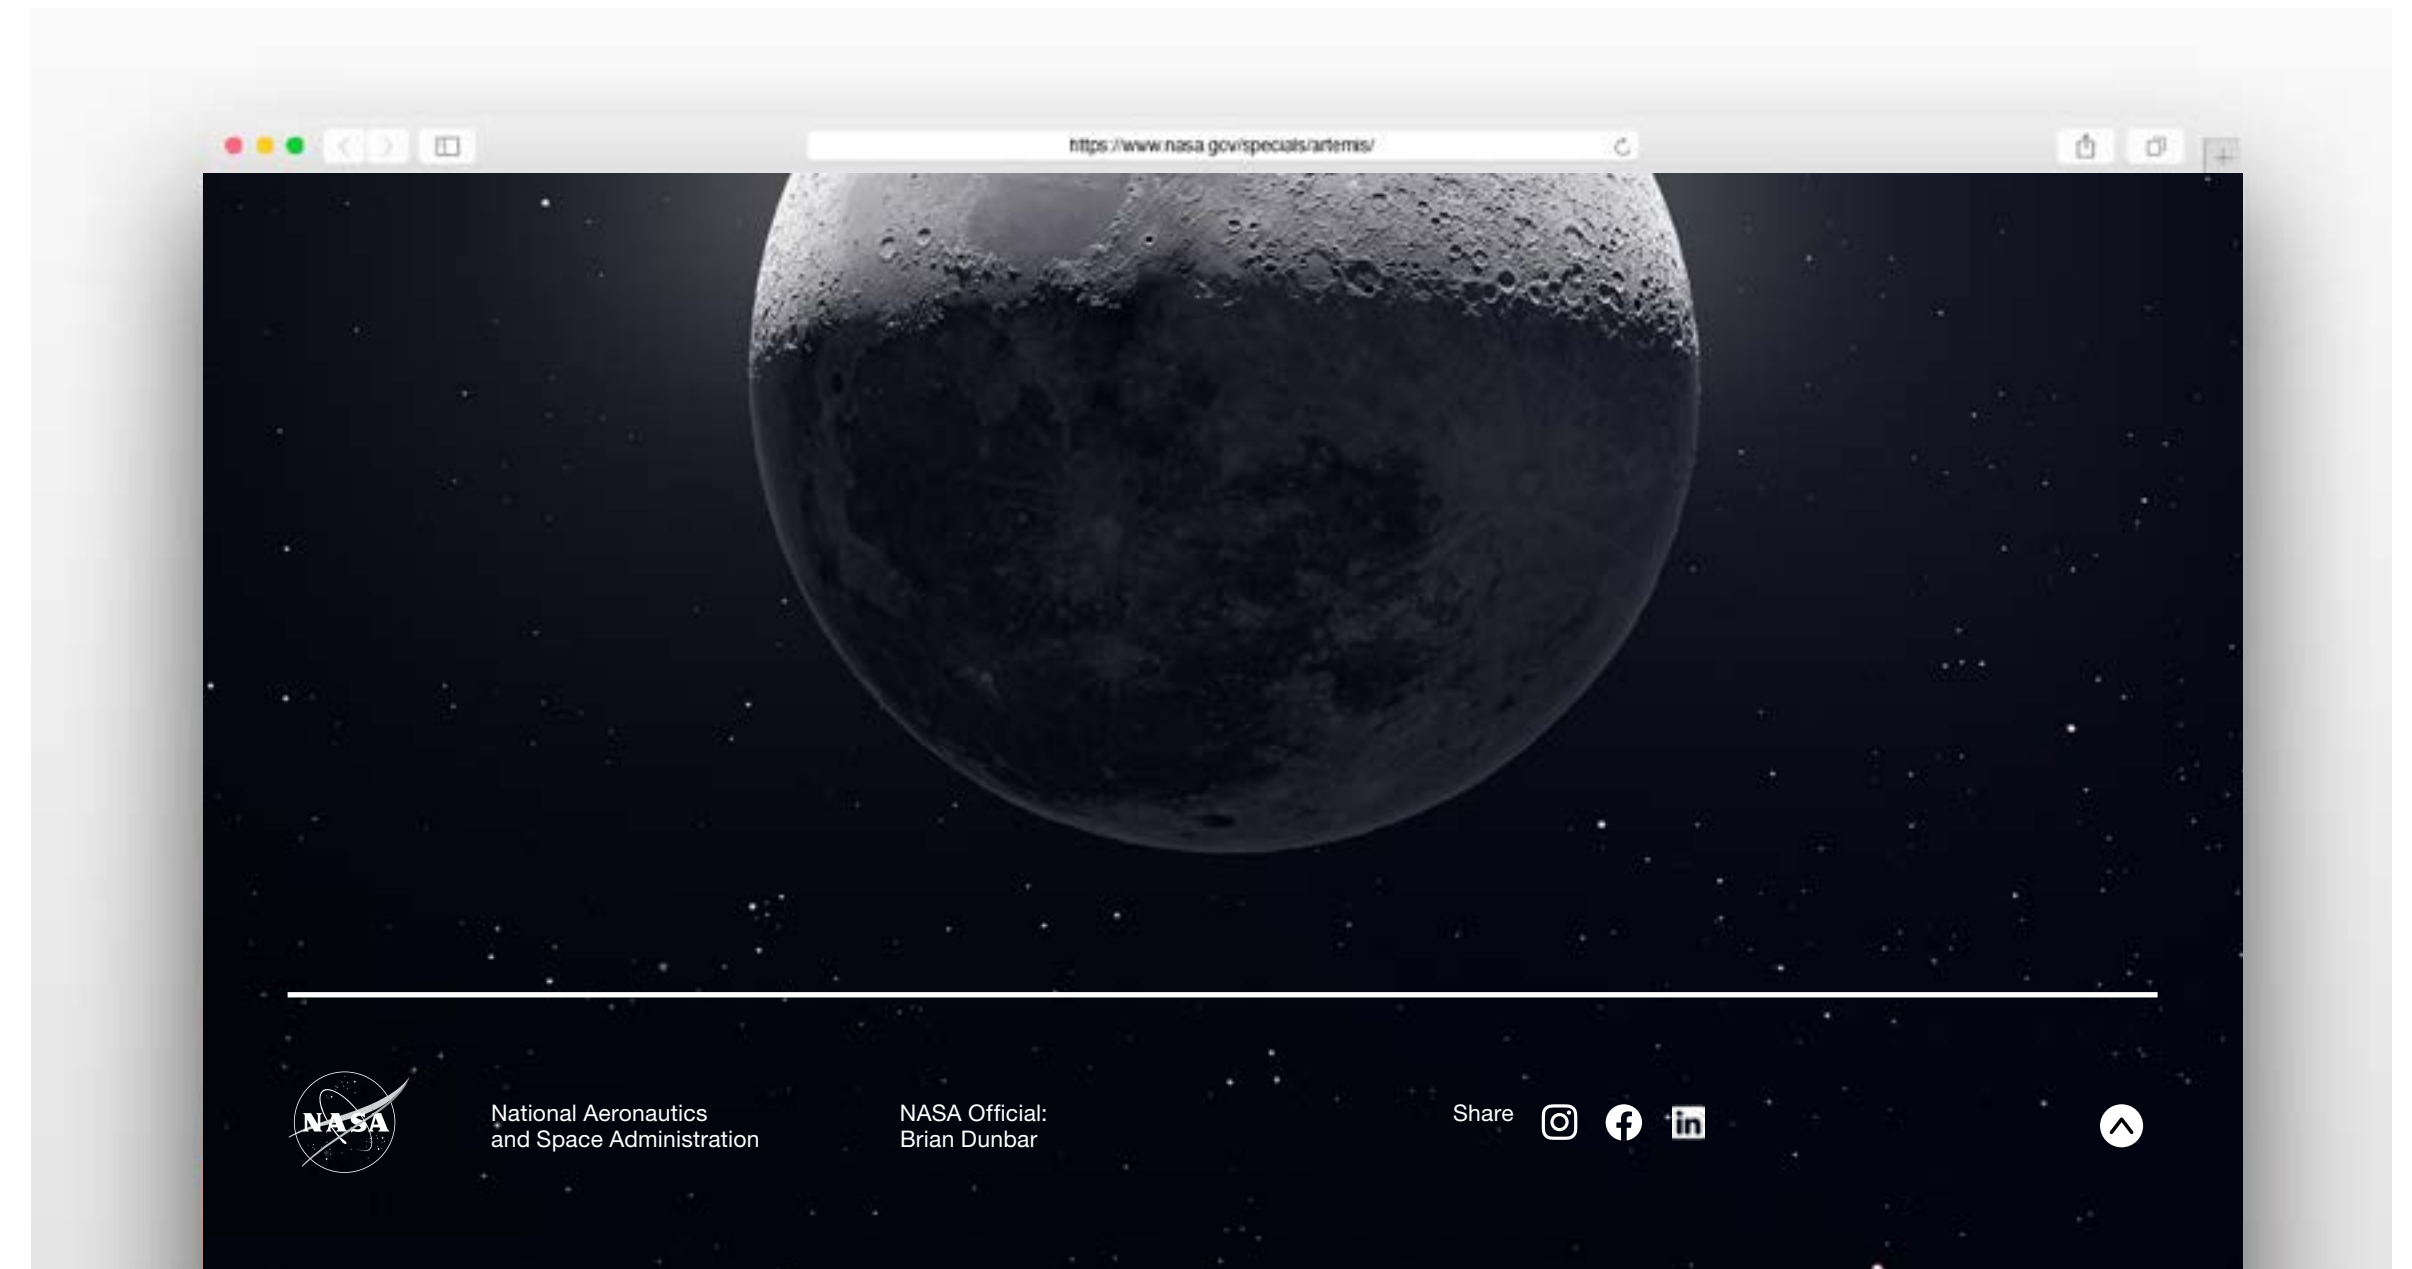 https://www.nasa.gov/specials/artemis/
NASA
National Aeronautics
and Space Administration
NASA Official:
Brian Dunbar
Share
in